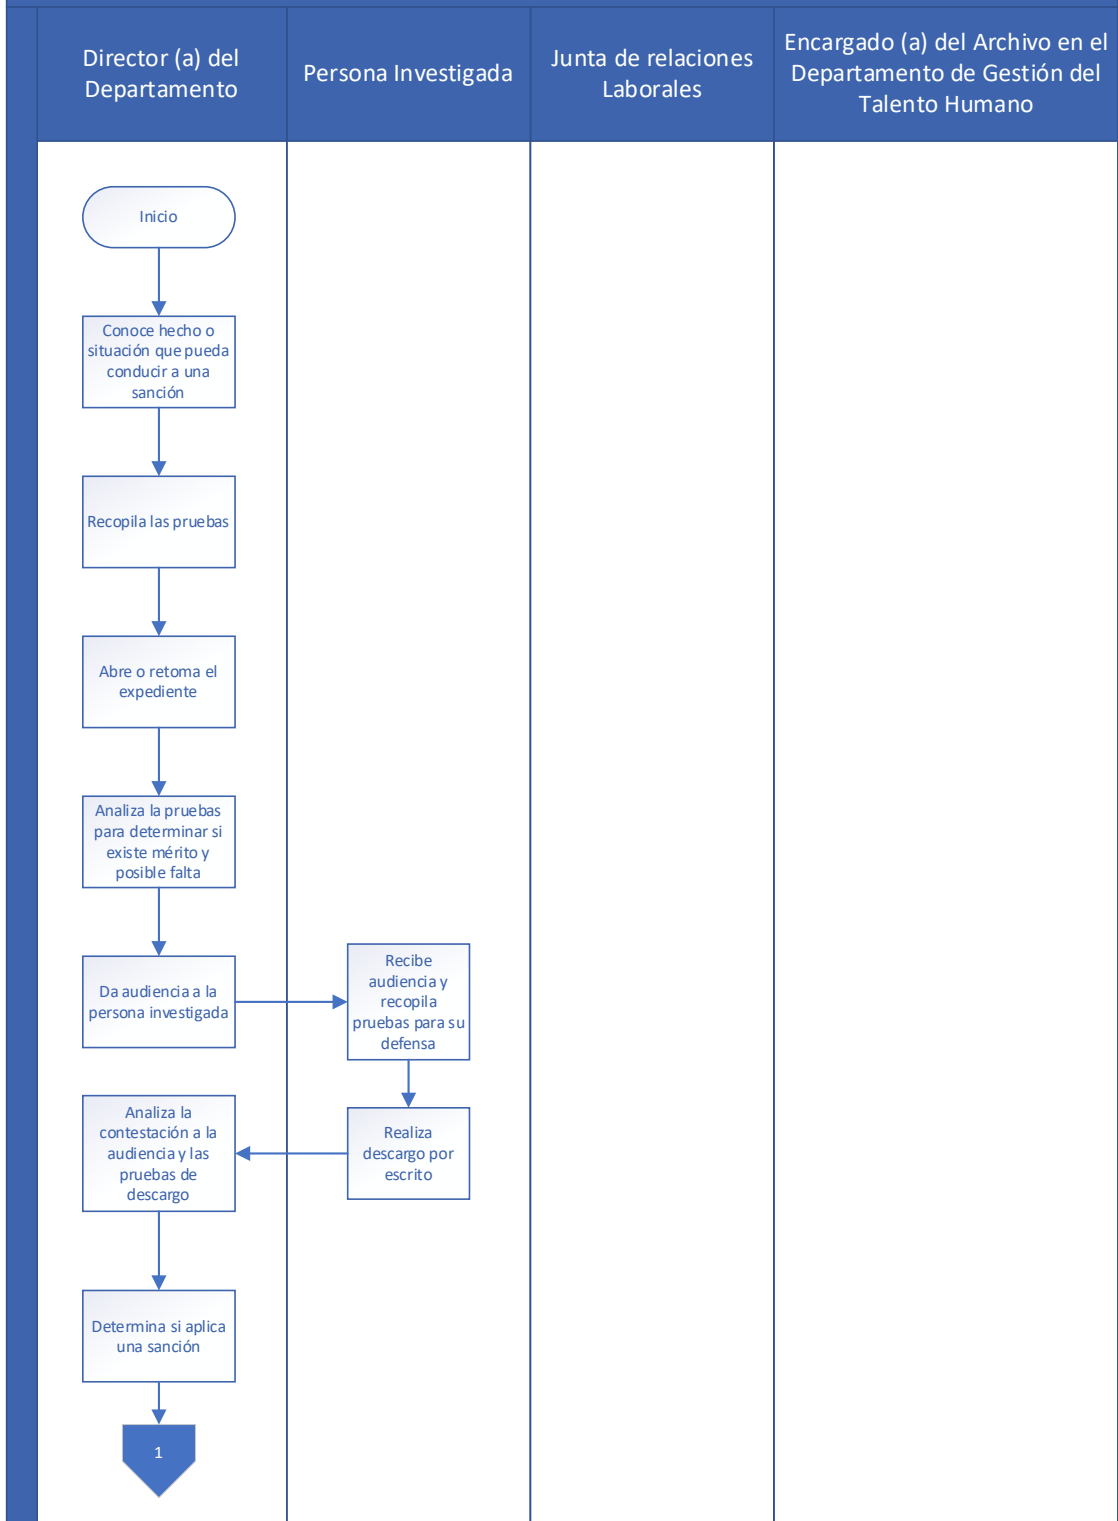 Director (a) del
Departamento
Persona Investigada
Junta de relaciones
Laborales
Encargado (a) del Archivo en el
Departamento de Gestión del
Talento Humano
Inicio
Conoce hecho o
situación que pueda
conducir a una
sanción
Recopila las pruebas
Abre o retoma el
expediente
Analiza la pruebas
para determinar si
existe mérito y
posible falta
Da audiencia a la
persona investigada
Recibe
audiencia y
recopila
pruebas para su
defensa
Realiza
descargo por
escrito
Analiza la
contestación a la
audiencia y las
pruebas de
descargo
Determina si aplica
una sanción
1